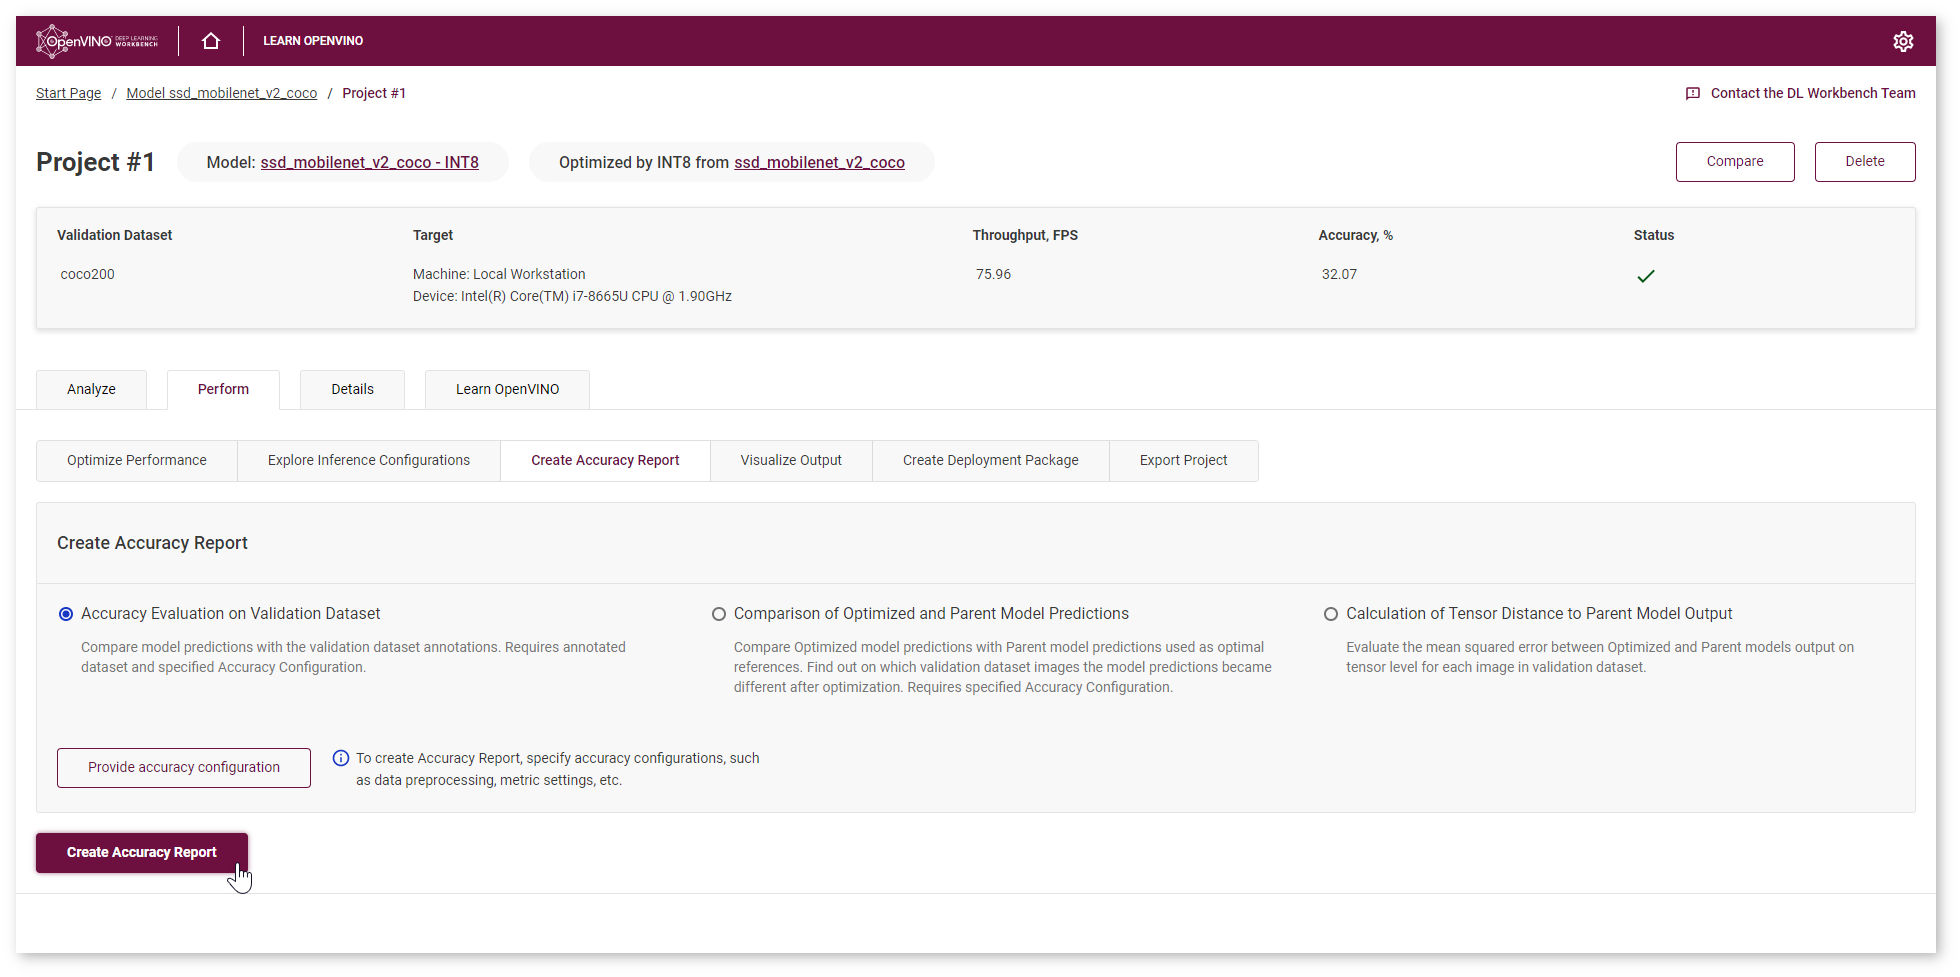 OpenVINO™ DEEP LEARNING WORKBENCH
LEARN OPENVINO
Start Page / Model ssd_mobilenet_v2_coco / Project #1
Contact the DL Workbench Team
Project #1
Model: ssd_mobilenet_v2_coco - INT8
Optimized by INT8 from ssd_mobilenet_v2_coco
Compare
Delete
Validation Dataset
Target
Throughput, FPS
Accuracy, %
Status
coco200
Machine: Local Workstation
75.96
32.07
Device: Intel(R) Core(TM) i7-8665U CPU @ 1.90GHz
Analyze
Perform
Details
Learn OpenVINO
Optimize Performance
Explore Inference Configurations
Create Accuracy Report
Visualize Output
Create Deployment Package
Export Project
Create Accuracy Report
Accuracy Evaluation on Validation Dataset
Compare model predictions with the validation dataset annotations. Requires annotated
dataset and specified Accuracy Configuration.
Comparison of Optimized and Parent Model Predictions
Compare Optimized model predictions with Parent model predictions used as optimal
references. Find out on which validation dataset images the model predictions became
different after optimization. Requires specified Accuracy Configuration.
Calculation of Tensor Distance to Parent Model Output
Evaluate the mean squared error between Optimized and Parent models output on
tensor level for each image in validation dataset.
Provide accuracy configuration
To create Accuracy Report, specify accuracy configurations, such
as data preprocessing, metric settings, etc.
Create Accuracy Report